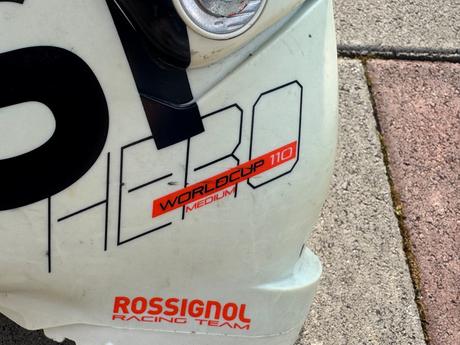 HERO
WORLDCUP 110
MEDIUM
ROSSIGNOL
RACING TEAM